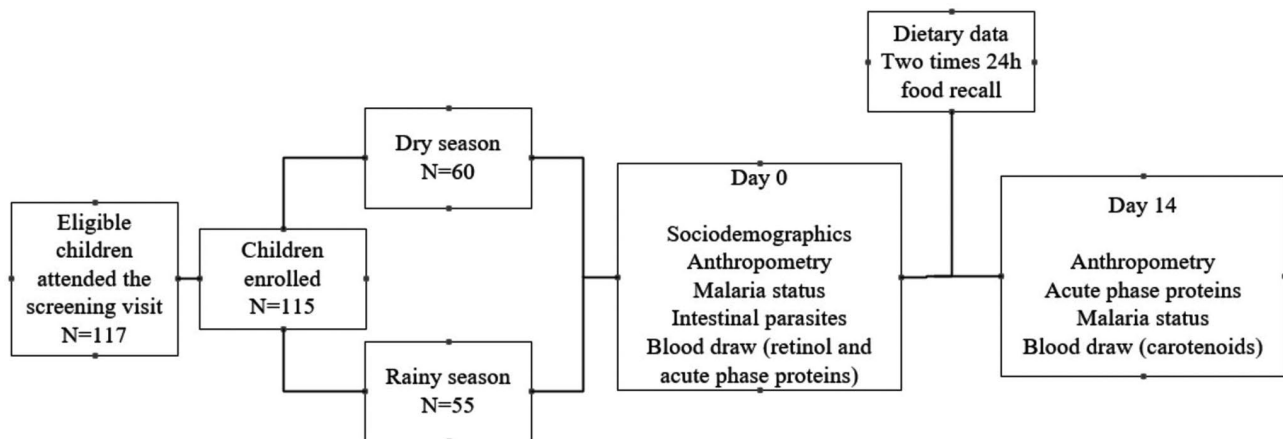 Eligible
children
attended the
screening visit
N=117
Children
enrolled
N=115
Dry season
N=60
Rainy season
N=55
Day 0
Sociodemographics
Anthropometry
Malaria status
Intestinal parasites
Blood draw (retinol and
acute phase proteins)
Dietary data
Two times 24h
food recall
Day 14
Anthropometry
Acute phase proteins
Malaria status
Blood draw (carotenoids)